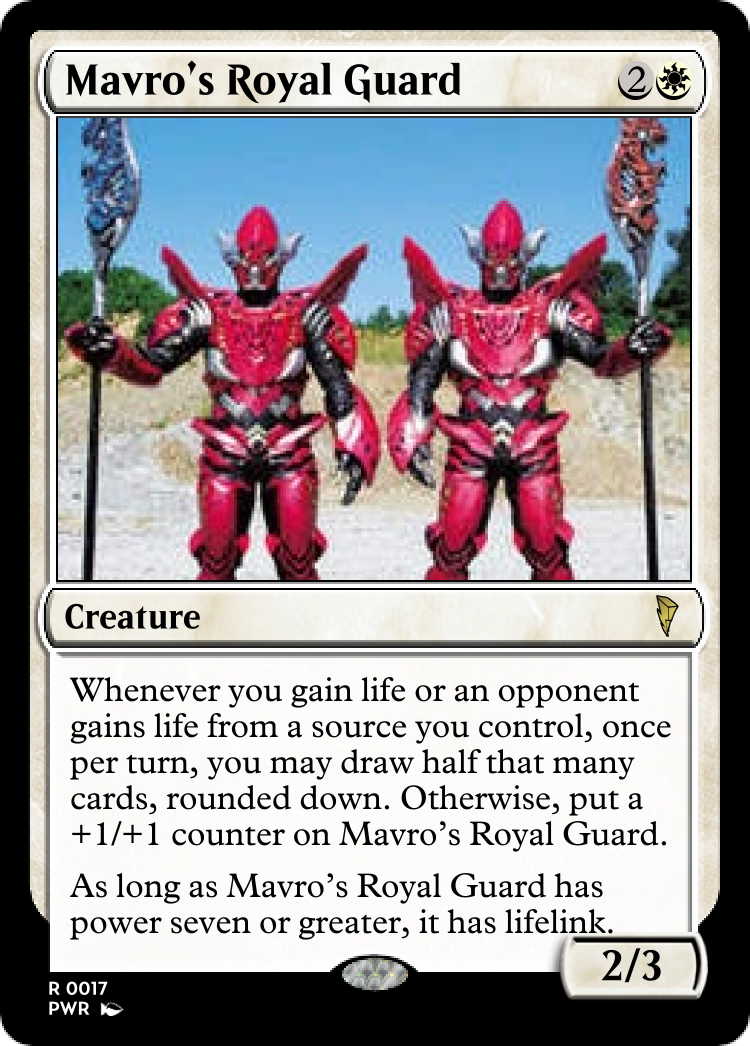 Mavro's Royal Guard 2
Creature
Whenever you gain life or an opponent
gains life from a source you control, once
per turn, you may draw half that many
cards, rounded down. Otherwise, put a
+1/+1 counter on Mavro's Royal Guard.
As long as Mavro's Royal Guard has
power seven or greater, it has lifelink.
2/3
R 0017
PWR